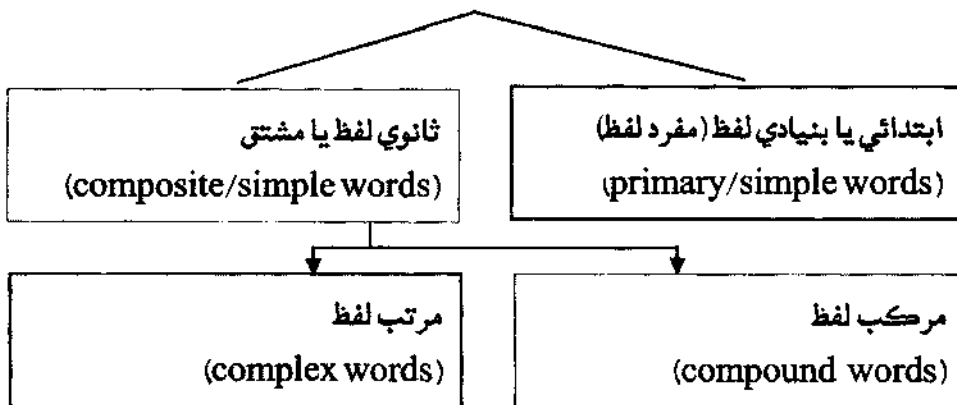 ابتدائي يا بنيادي لفظ (مفرد لفظ)
(primary/simple words)
ثانوي لفظ يا مشتق
(composite/simple words)
مركب لفظ
(compound words)
مرتب لفظ
(complex words)